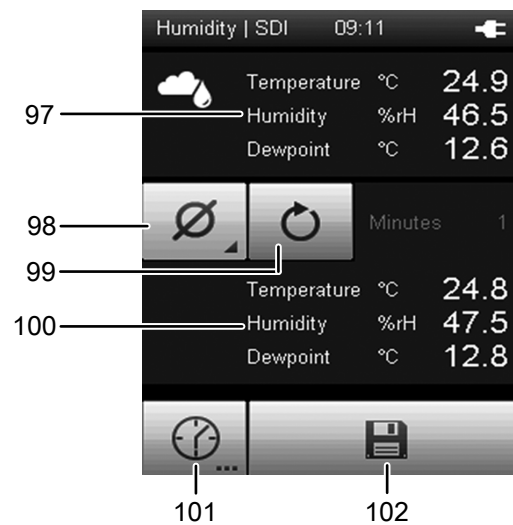 Humidity | SDI 09:11
Temperature °C 24.9
97 Humidity %rH 46.5
Dewpoint °C 12.6
98 Ø Minutes 1
99
Temperature °C 24.8
100 Humidity %rH 47.5
Dewpoint °C 12.8
...
101 102